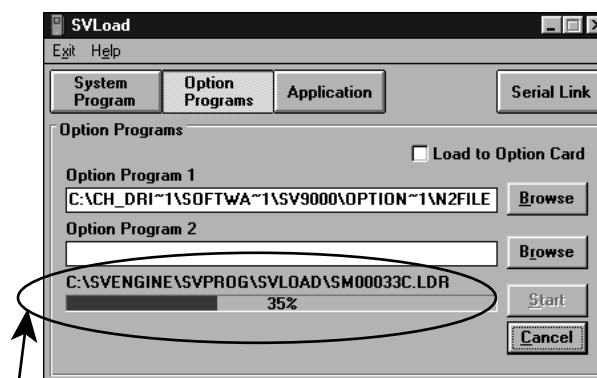 SVLoad
Exit Help
System Program
Option Programs
Application
Serial Link
Option Programs
Load to Option Card
Option Program 1
C:\CH_DRI~1\SOFTWA~1\SV9000\OPTION~1\N2FILE
Browse
Option Program 2
Browse
C:\SVENGINE\SVPROG\SVLOAD\SM00033C.LDR
35%
Start
Cancel